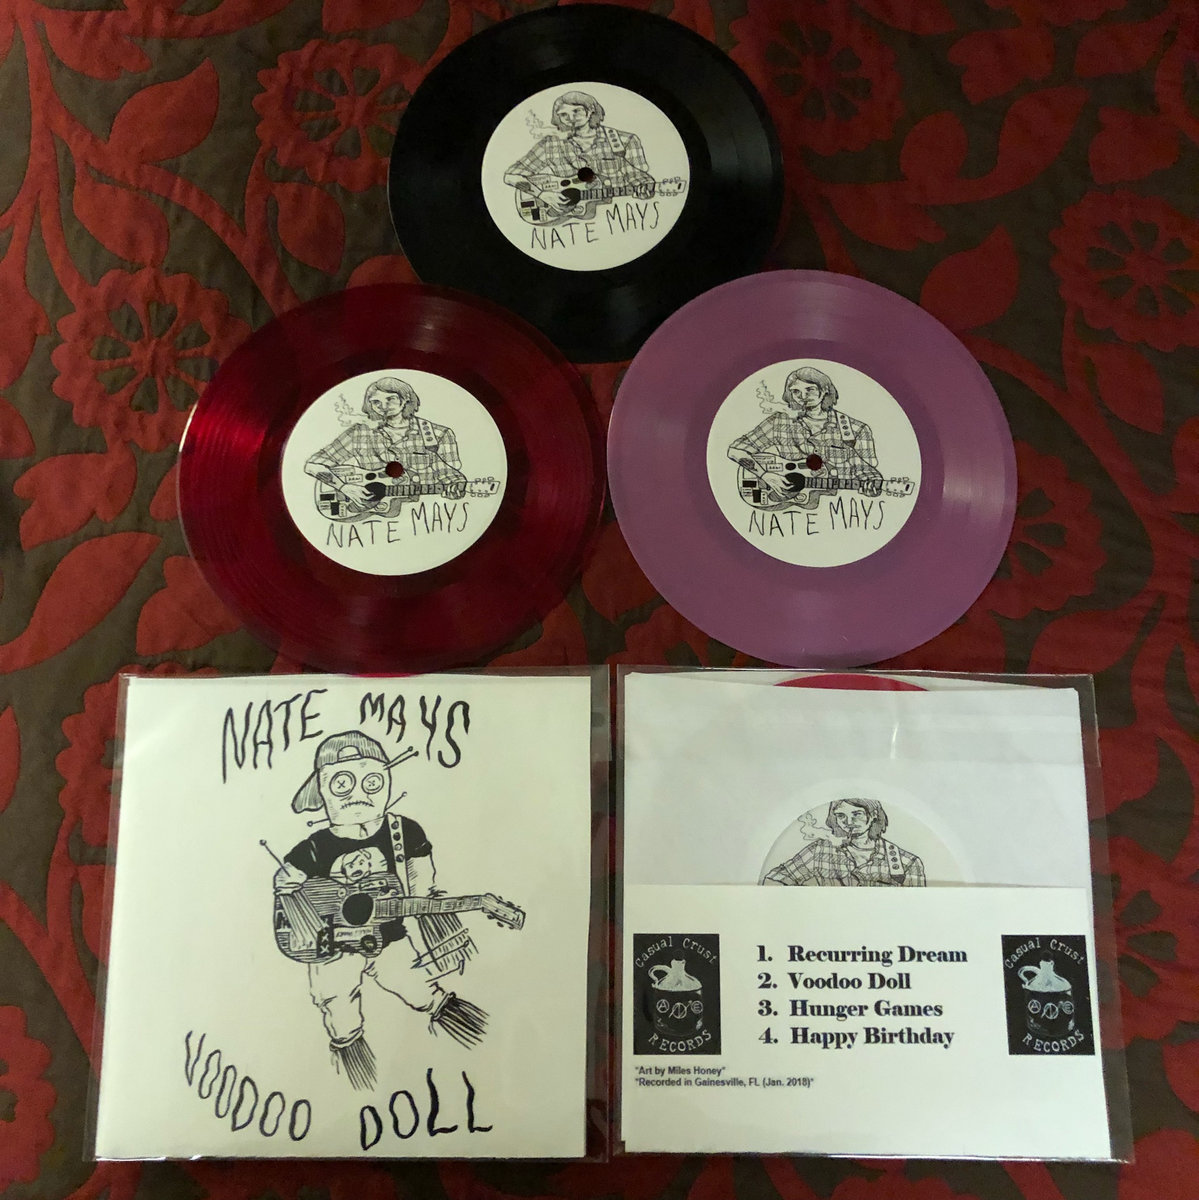 NATE MAYS
NATE MAYS
NATE MAYS
NATE MAYS
VOODOO DOLL
Casual Crust
RECORDS
1. Recurring Dream
2. Voodoo Doll
3. Hunger Games
4. Happy Birthday
Casual Crust
RECORDS
"Art by Miles Honey"
"Recorded in Gainesville, FL (Jan. 2018)"